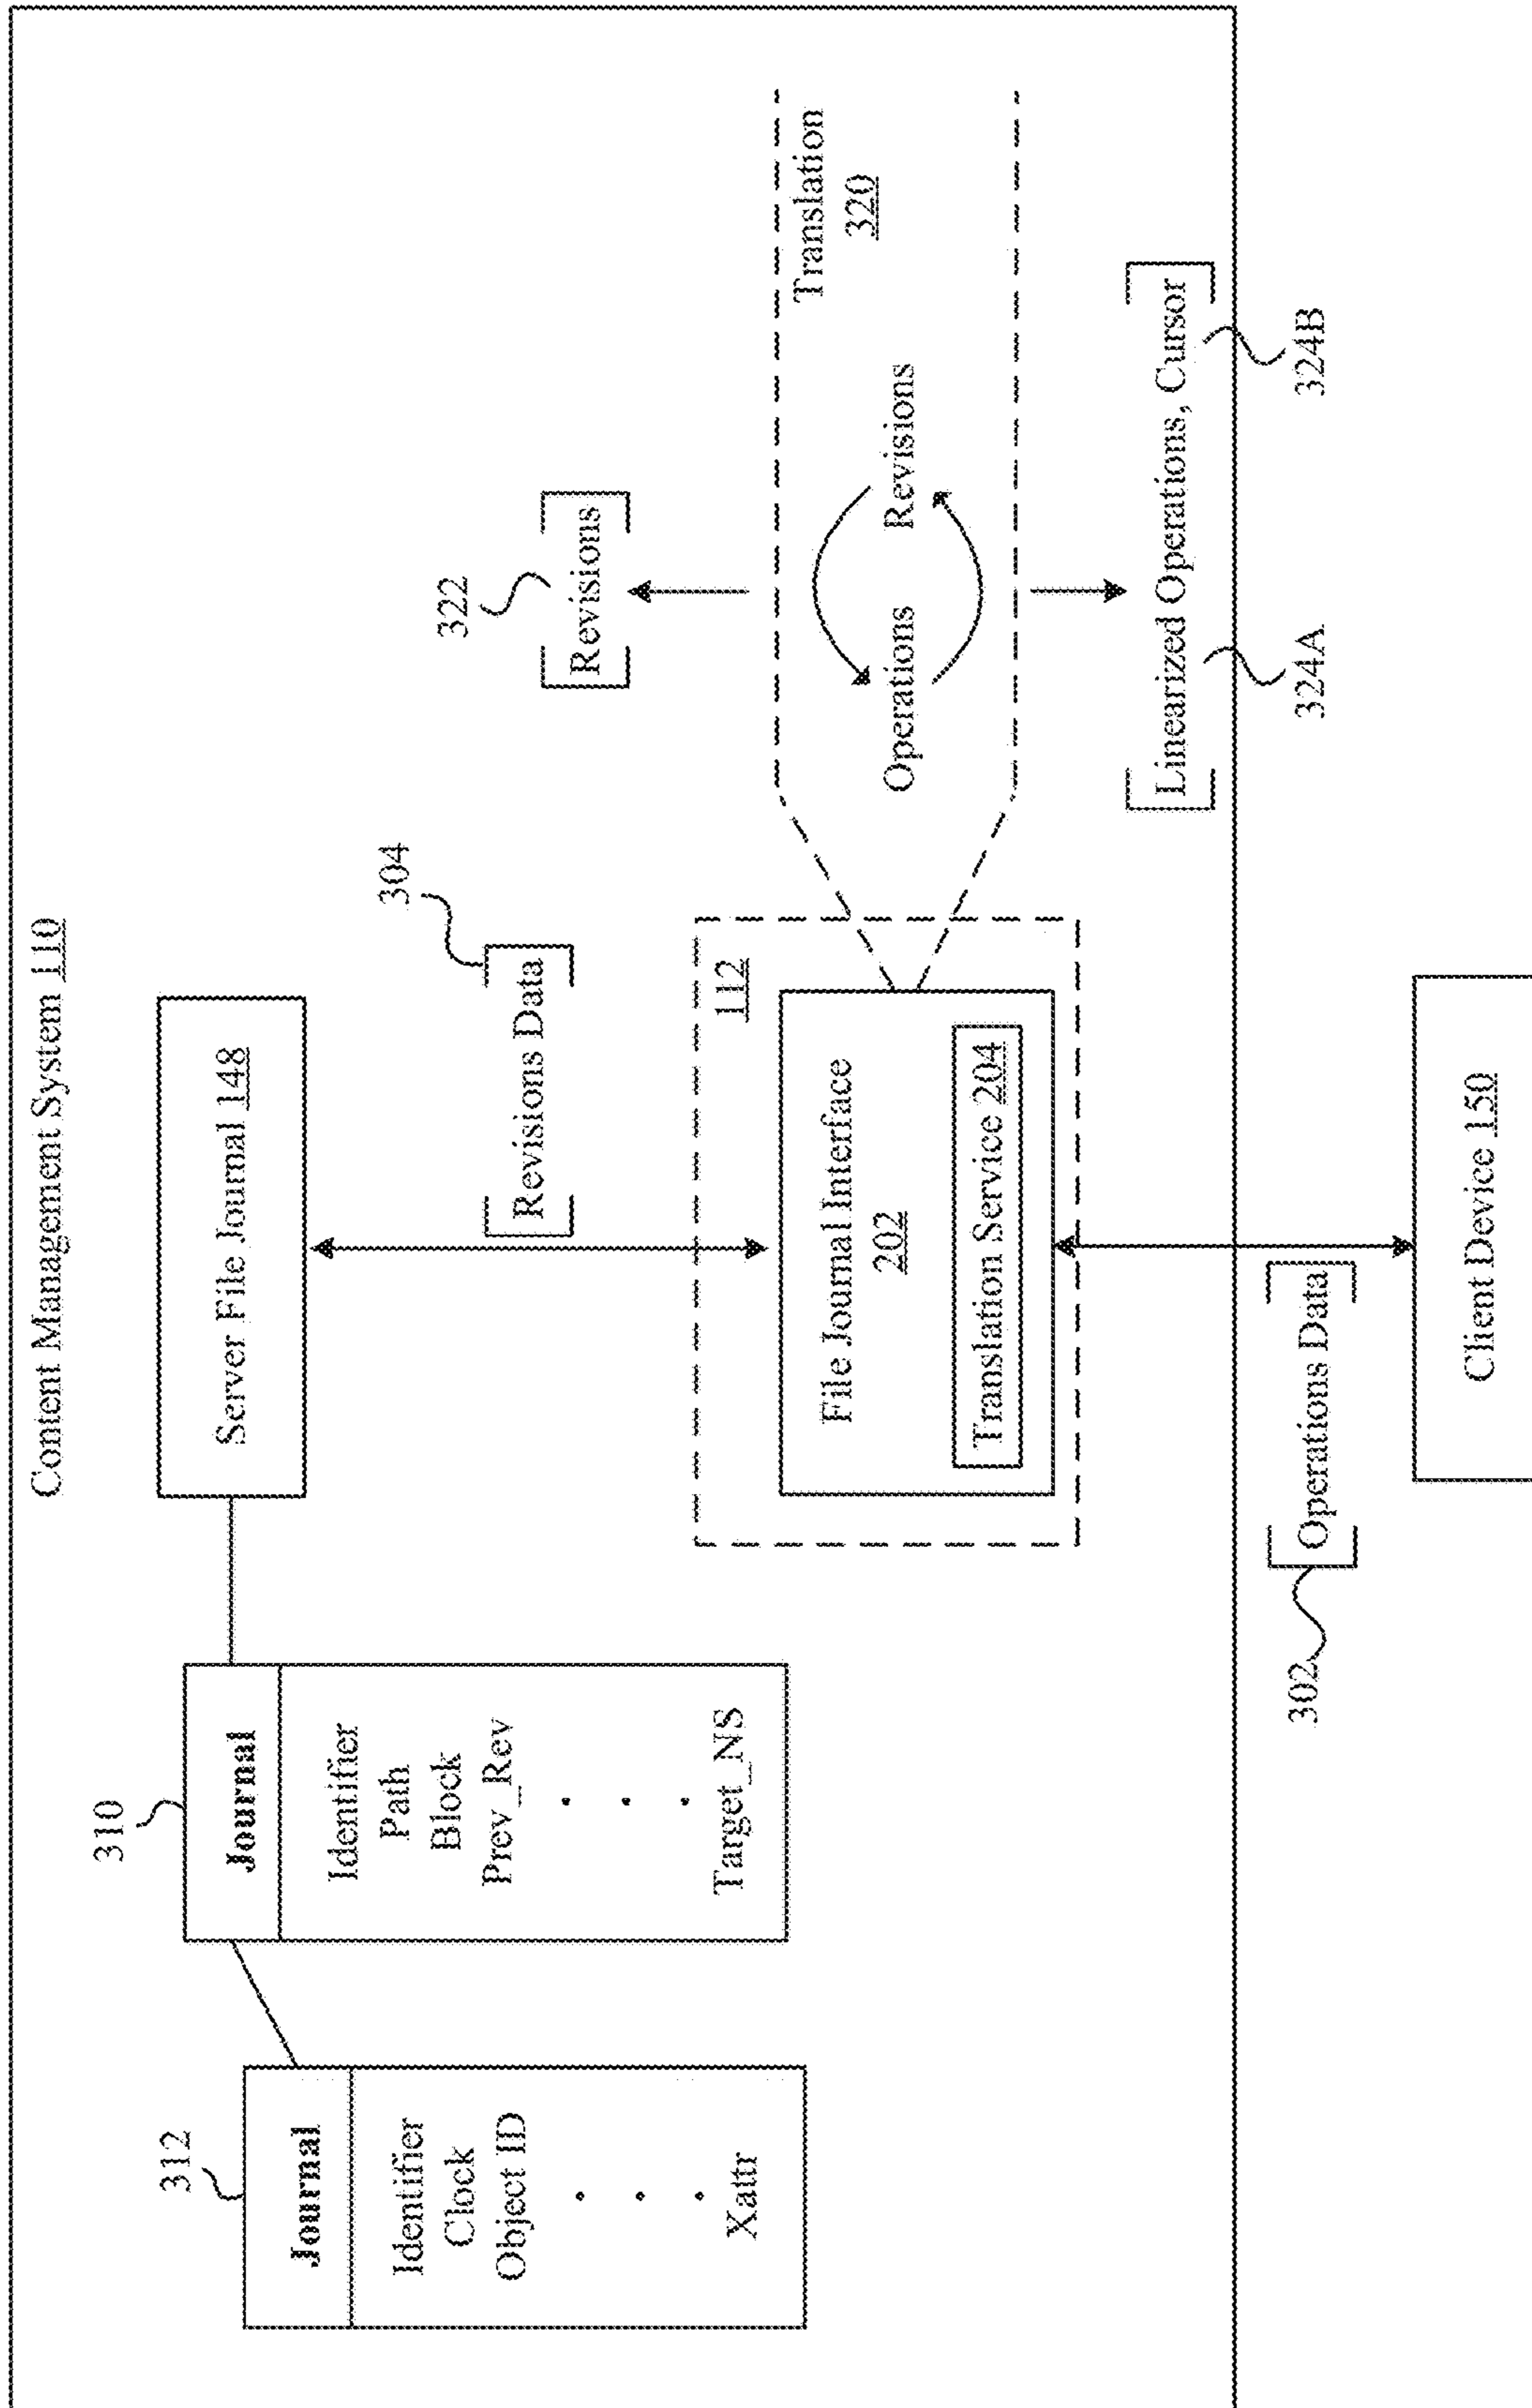 Content Management System 110
312
Journal
Identifier
Clock
Object ID
.
.
.
Xattr
310
Journal
Identifier
Path
Block
Prev_Rev
.
.
.
Target_NS
Server File Journal 148
304
Revisions Data
112
File Journal Interface
202
Translation Service 204
322
Revisions
Translation
320
Operations Revisions
Linearized Operations, Cursor
324A
324B
302
Operations Data
Client Device 150